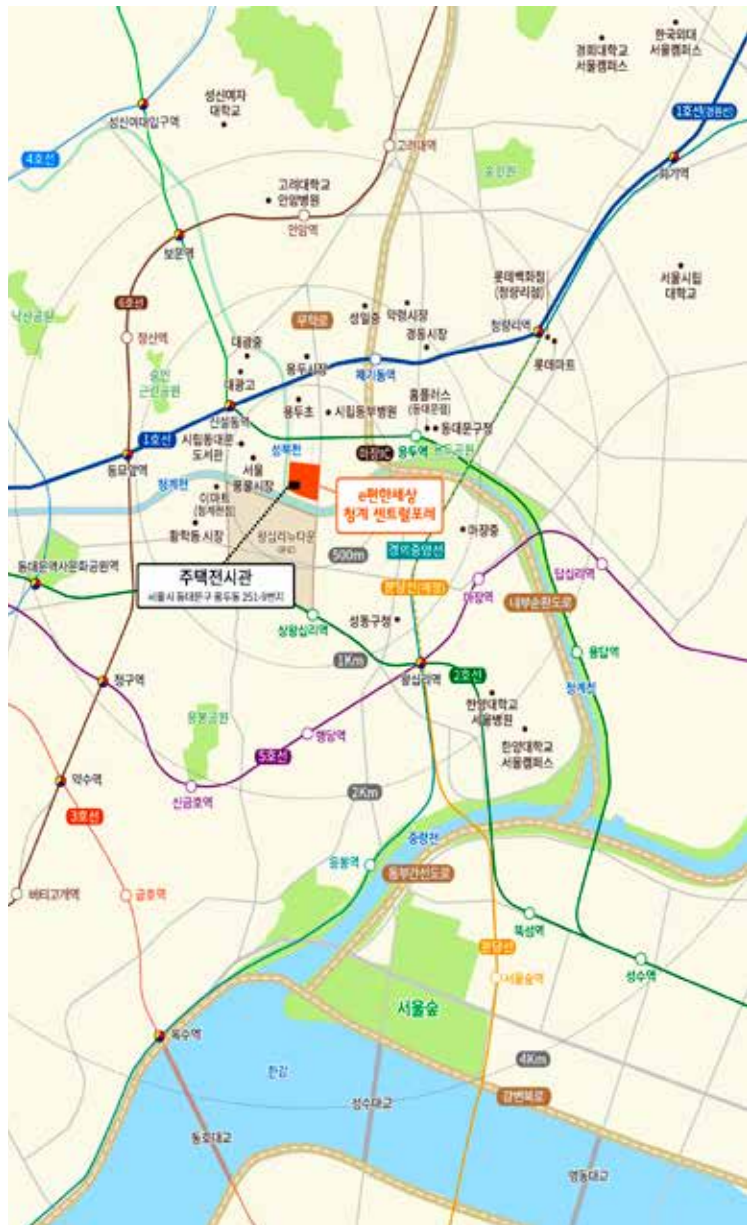 경희대학교
서울캠퍼스
한국외대
서울캠퍼스
성신여자
대학교
1호선(경원선)
성신여대입구역
고려대역
4호선
숭인원
회기역
고려대학교
안암병원
안암역
보문역
롯데백화점
(청량리점)
서울시립
대학교
6호선
낙산공원
무학로
성일중
약령시장
경동시장
청량리역
창신역
대광중
롯데마트
숭인
근린공원
용두시장
제기동역
대광고
홈플러스
(동대문점)
신설동역
용두초
시립동부병원
동대문구청
1호선
시립동대문
도서관
성북천
마장IC
용두역
용두공원
동묘앞역
서울
풍물시장
청계천
이마트
(청계천점)
e편한세상
청계 센트럴포레
황학동시장
왕십리뉴타운
마장중
500m
경의중앙선
동대문역사문화공원역
주택전시관
서울시 동대문구 용두동 251-9번지
답십리역
분당선(예정)
마장역
내부순환도로
상왕십리역
성동구청
용답역
1Km
청구역
왕십리역
2호선
청계천
한양대학교
서울병원
응봉공원
행당역
한양대학교
서울캠퍼스
5호선
약수역
신금호역
2Km
3호선
중랑천
응봉역
동부간선도로
버티고개역
금호역
뚝섬역
분당선
성수역
서울숲역
서울숲
옥수역
4Km
한강
강변북로
성수대교
동호대교
영동대교